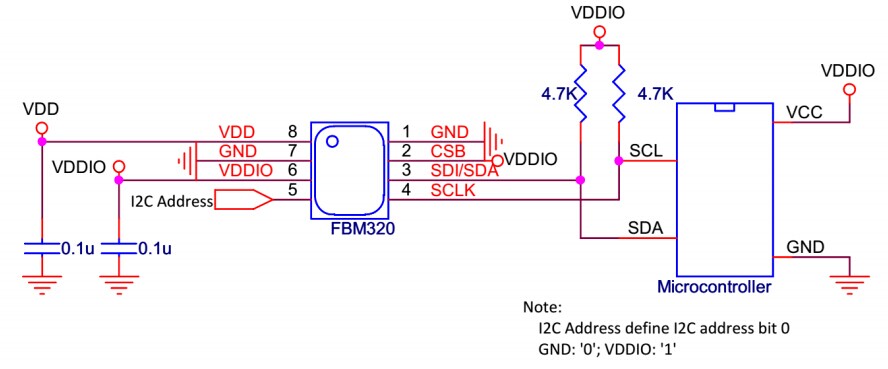 VDDIO
4.7K
4.7K
VDDIO
VDD
VCC
VDD
8
1
GND
GND
7
2
CSB
VDDIO
VDDIO
VDDIO
6
3
SDI/SDA
SCL
I2C Address
5
4
SCLK
FBM320
SDA
0.1u
0.1u
GND
Microcontroller
Note:
I2C Address define I2C address bit 0
GND: '0'; VDDIO: '1'